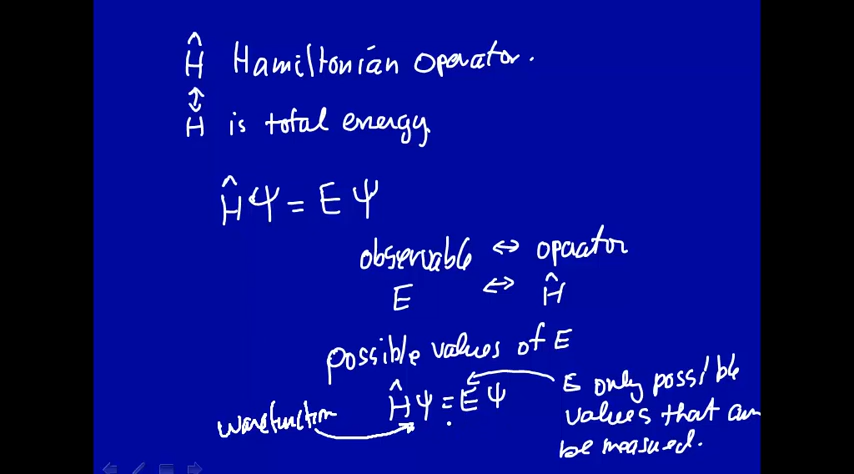 Ĥ Hamiltonian operator.
↕
H is total energy
ĤΨ = EΨ
observable ↔ operator
E ↔ Ĥ
possible values of E
ĤΨ = EΨ
wavefunction
E only possible
values that can
be measured.